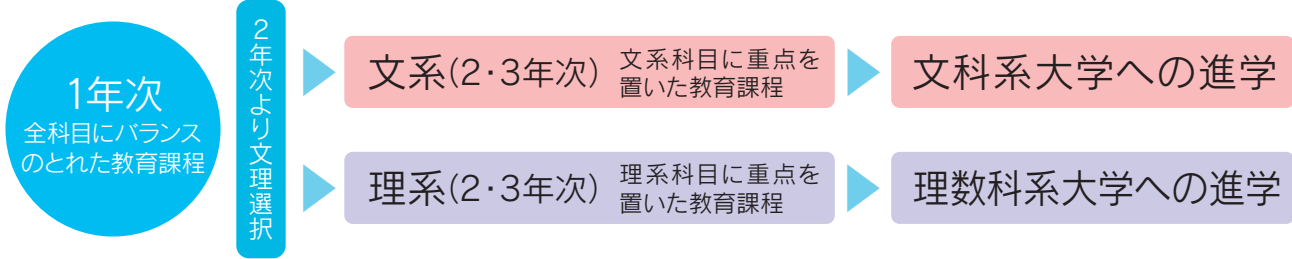 1年次
全科目にバランス
のとれた教育課程
2年次より文理選択
文系(2・3年次)
文系科目に重点を
置いた教育課程
文科系大学への進学
理系(2・3年次)
理系科目に重点を
置いた教育課程
理数科系大学への進学